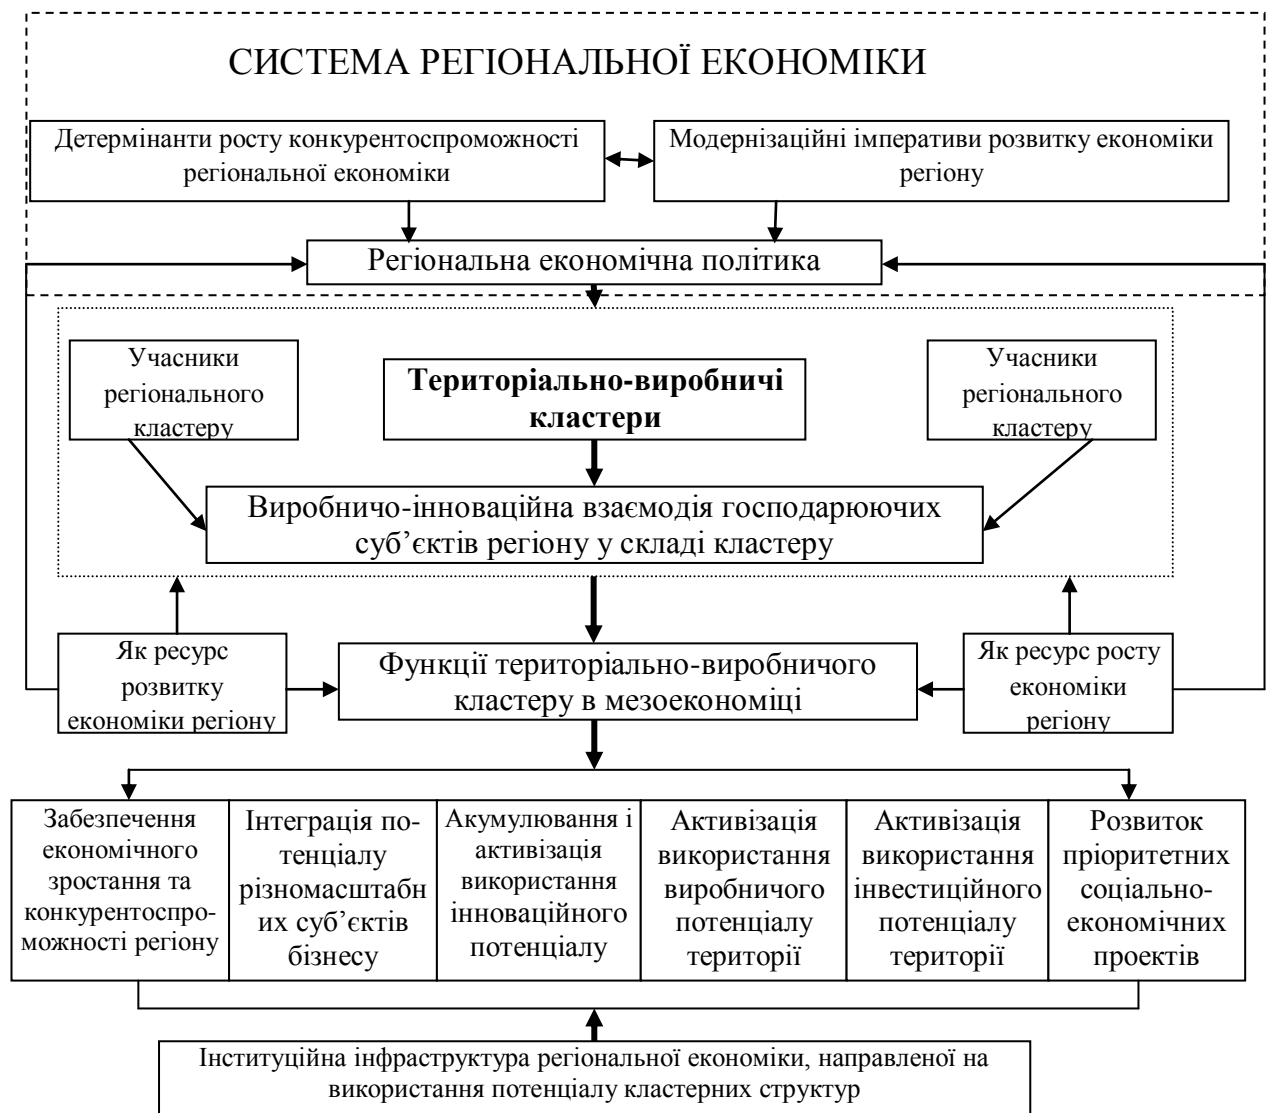 СИСТЕМА РЕГІОНАЛЬНОЇ ЕКОНОМІКИ
Детермінанти росту конкурентоспроможності
регіональної економіки
Модернізаційні імперативи розвитку економіки
регіону
Регіональна економічна політика
Учасники
регіонального
кластеру
Територіально-виробничі
кластери
Учасники
регіонального
кластеру
Виробничо-інноваційна взаємодія господарюючих
суб’єктів регіону у складі кластеру
Як ресурс
розвитку
економіки регіону
Функції територіально-виробничого
кластеру в мезоекономіці
Як ресурс росту
економіки
регіону
Забезпечення
економічного
зростання та
конкурентоспро-
можності регіону
Інтеграція по-
тенціалу
різномасштабн
их суб’єктів
бізнесу
Акумулювання і
активізація
використання
інноваційного
потенціалу
Активізація
використання
виробничого
потенціалу
території
Активізація
використання
інвестиційного
потенціалу
території
Розвиток
пріоритетних
соціально-
економічних
проектів
Інституційна інфраструктура регіональної економіки, направленої на
використання потенціалу кластерних структур